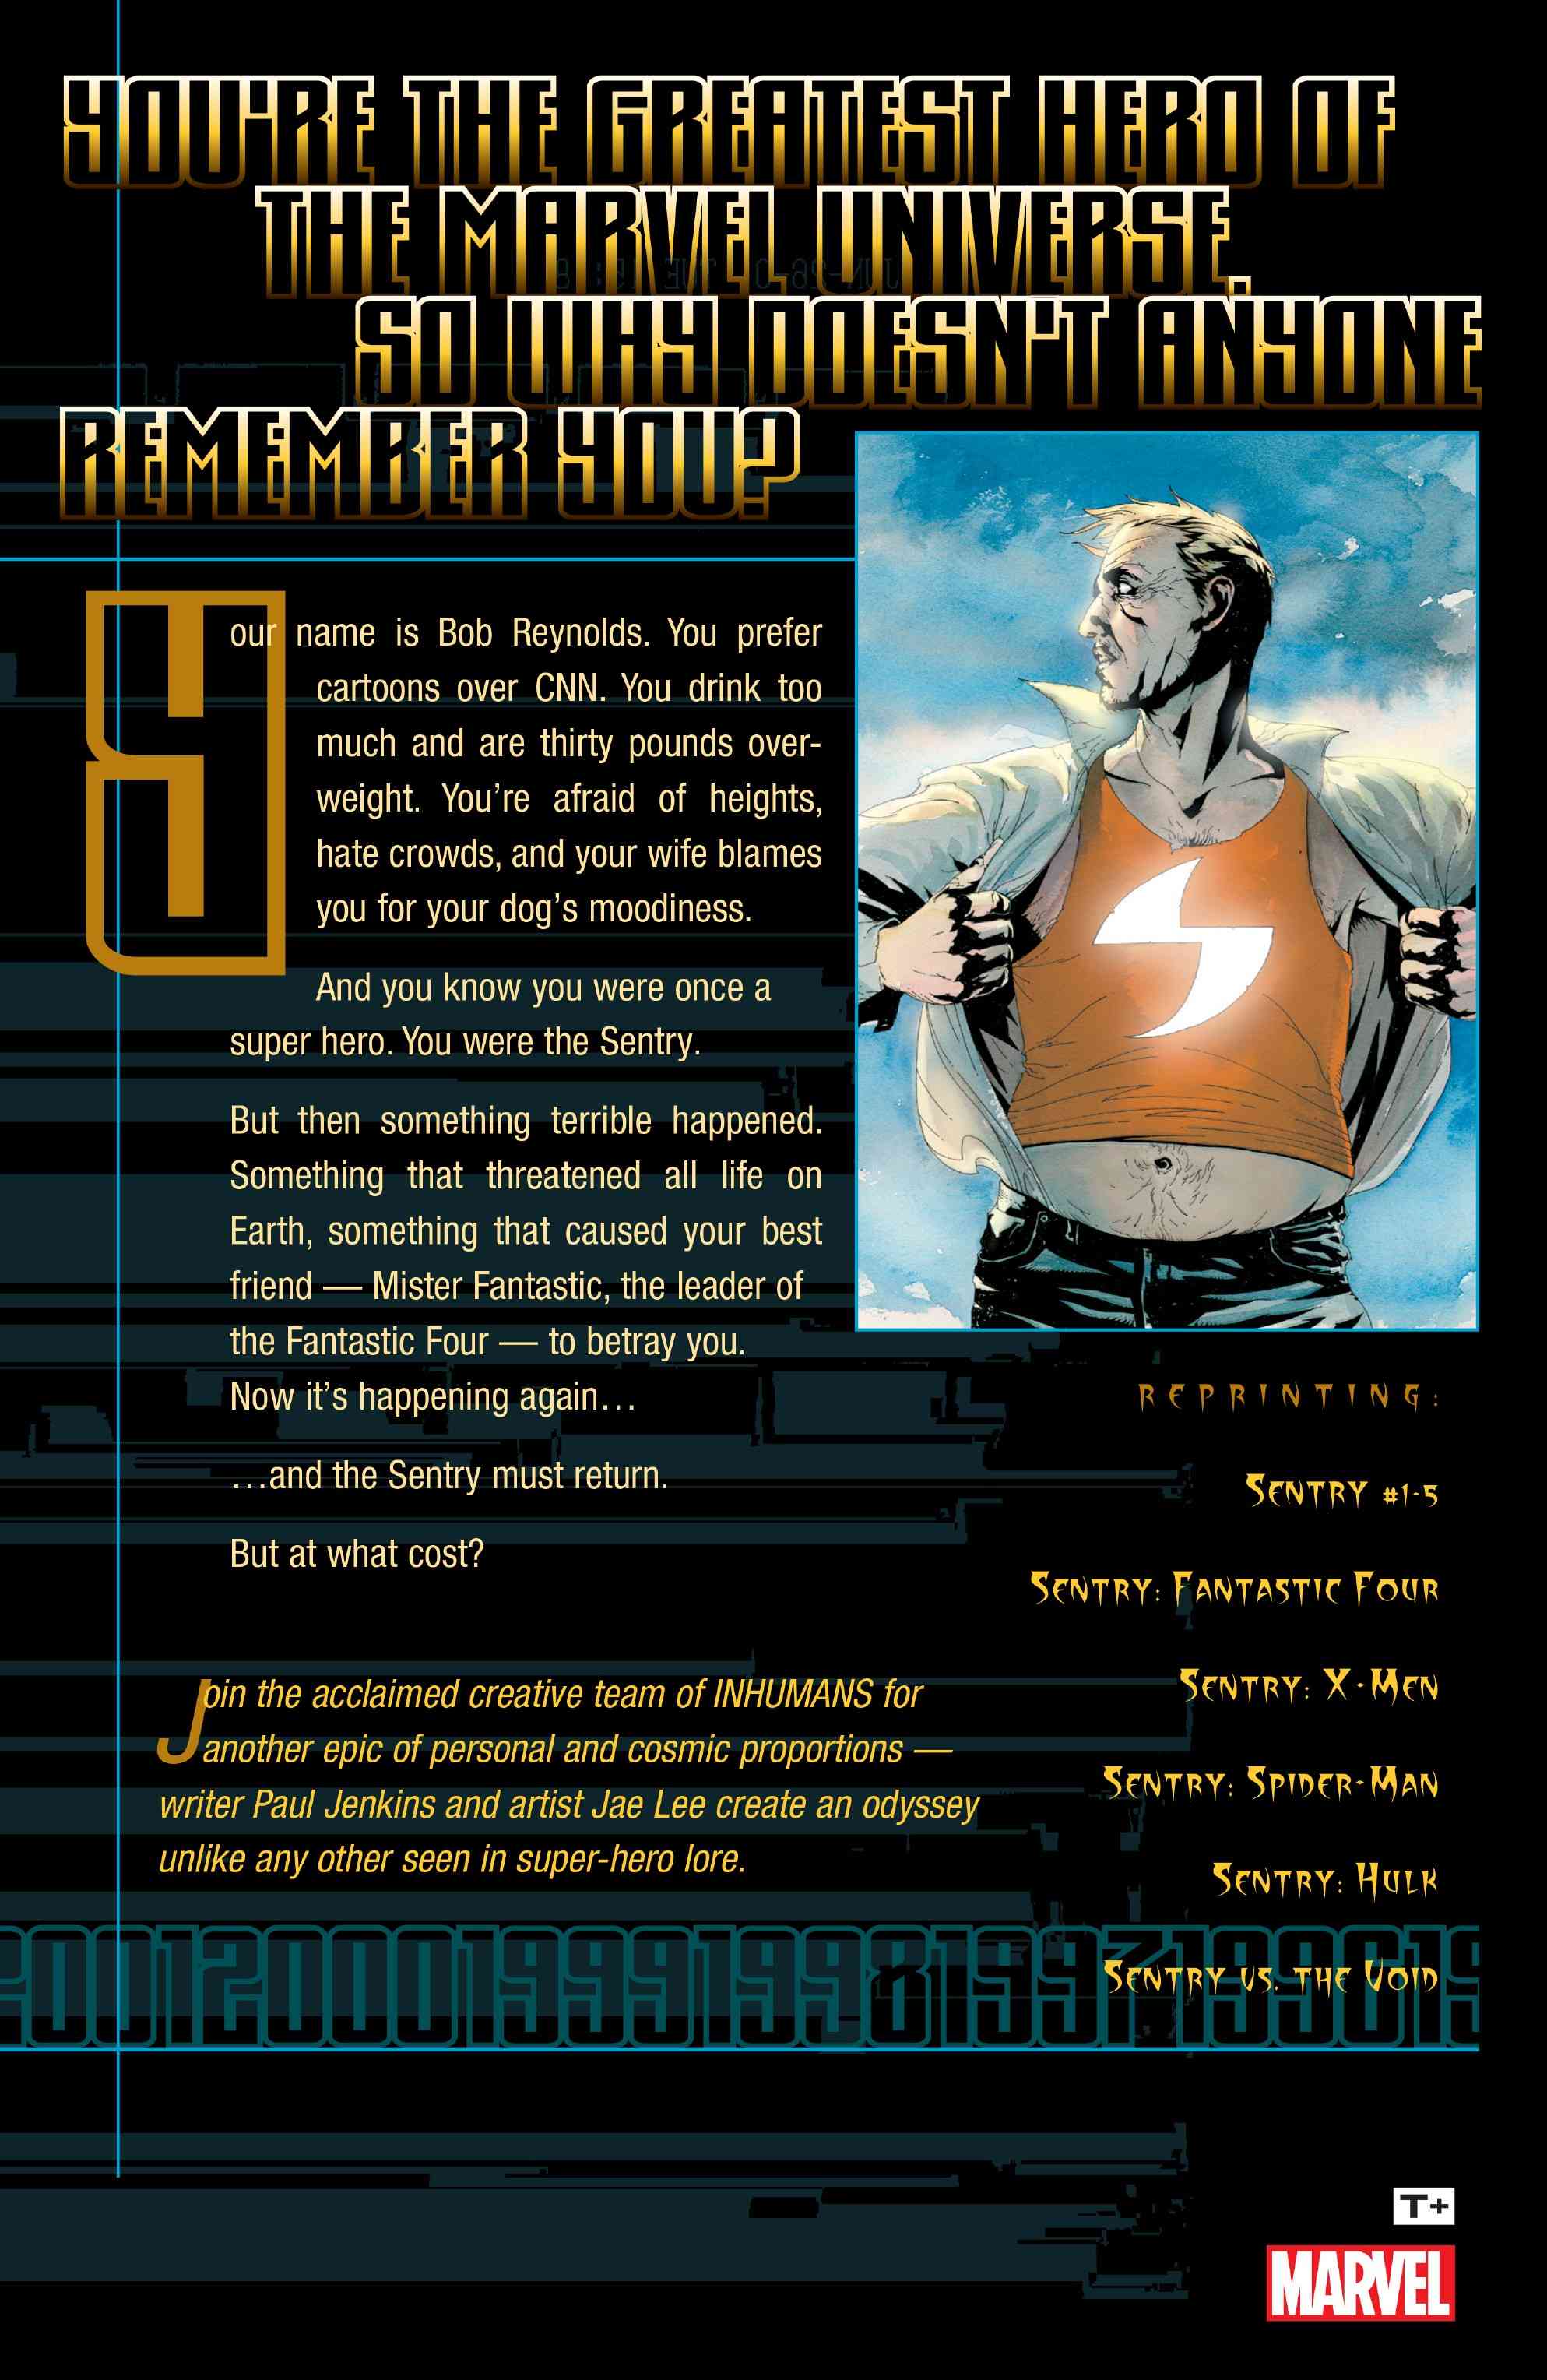 YOU'RE THE GREATEST HERO OF
THE MARVEL UNIVERSE.
SO WHY DOESN'T ANYONE
REMEMBER YOU?
Your name is Bob Reynolds. You prefer
cartoons over CNN. You drink too
much and are thirty pounds over-
weight. You're afraid of heights,
hate crowds, and your wife blames
you for your dog's moodiness.
And you know you were once a
super hero. You were the Sentry.
But then something terrible happened.
Something that threatened all life on
Earth, something that caused your best
friend — Mister Fantastic, the leader of
the Fantastic Four — to betray you.
Now it's happening again...
...and the Sentry must return.
But at what cost?
Join the acclaimed creative team of INHUMANS for
another epic of personal and cosmic proportions —
writer Paul Jenkins and artist Jae Lee create an odyssey
unlike any other seen in super-hero lore.
REPRINTING:
SENTRY #1-5
SENTRY: FANTASTIC FOUR
SENTRY: X-MEN
SENTRY: SPIDER-MAN
SENTRY: HULK
SENTRY VS. THE VOID
2001200019991998199719961
T+
MARVEL